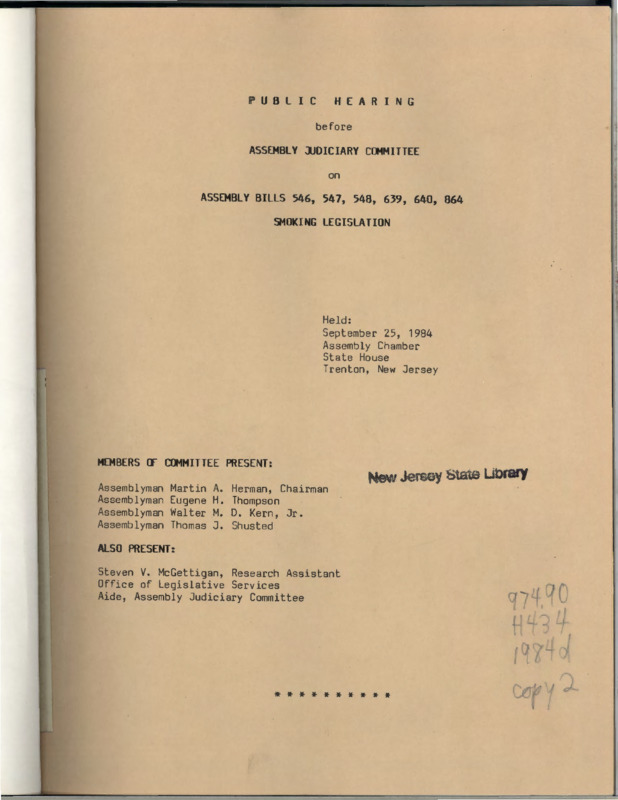 PUBLIC HEARING
before
ASSEMBLY JUDICIARY COMMITTEE
on
ASSEMBLY BILLS 546, 547, 548, 639, 640, 864
SMOKING LEGISLATION
Held:
September 25, 1984
Assembly Chamber
State House
Trenton, New Jersey
MEMBERS OF COMMITTEE PRESENT:
New Jersey State Library
Assemblyman Martin A. Herman, Chairman
Assemblyman Eugene H. Thompson
Assemblyman Walter M. D. Kern, Jr.
Assemblyman Thomas J. Shusted
ALSO PRESENT:
Steven V. McGettigan, Research Assistant
Office of Legislative Services
Aide, Assembly Judiciary Committee
974.90
H434
1984d
copy 2
* * * * * * * * * *